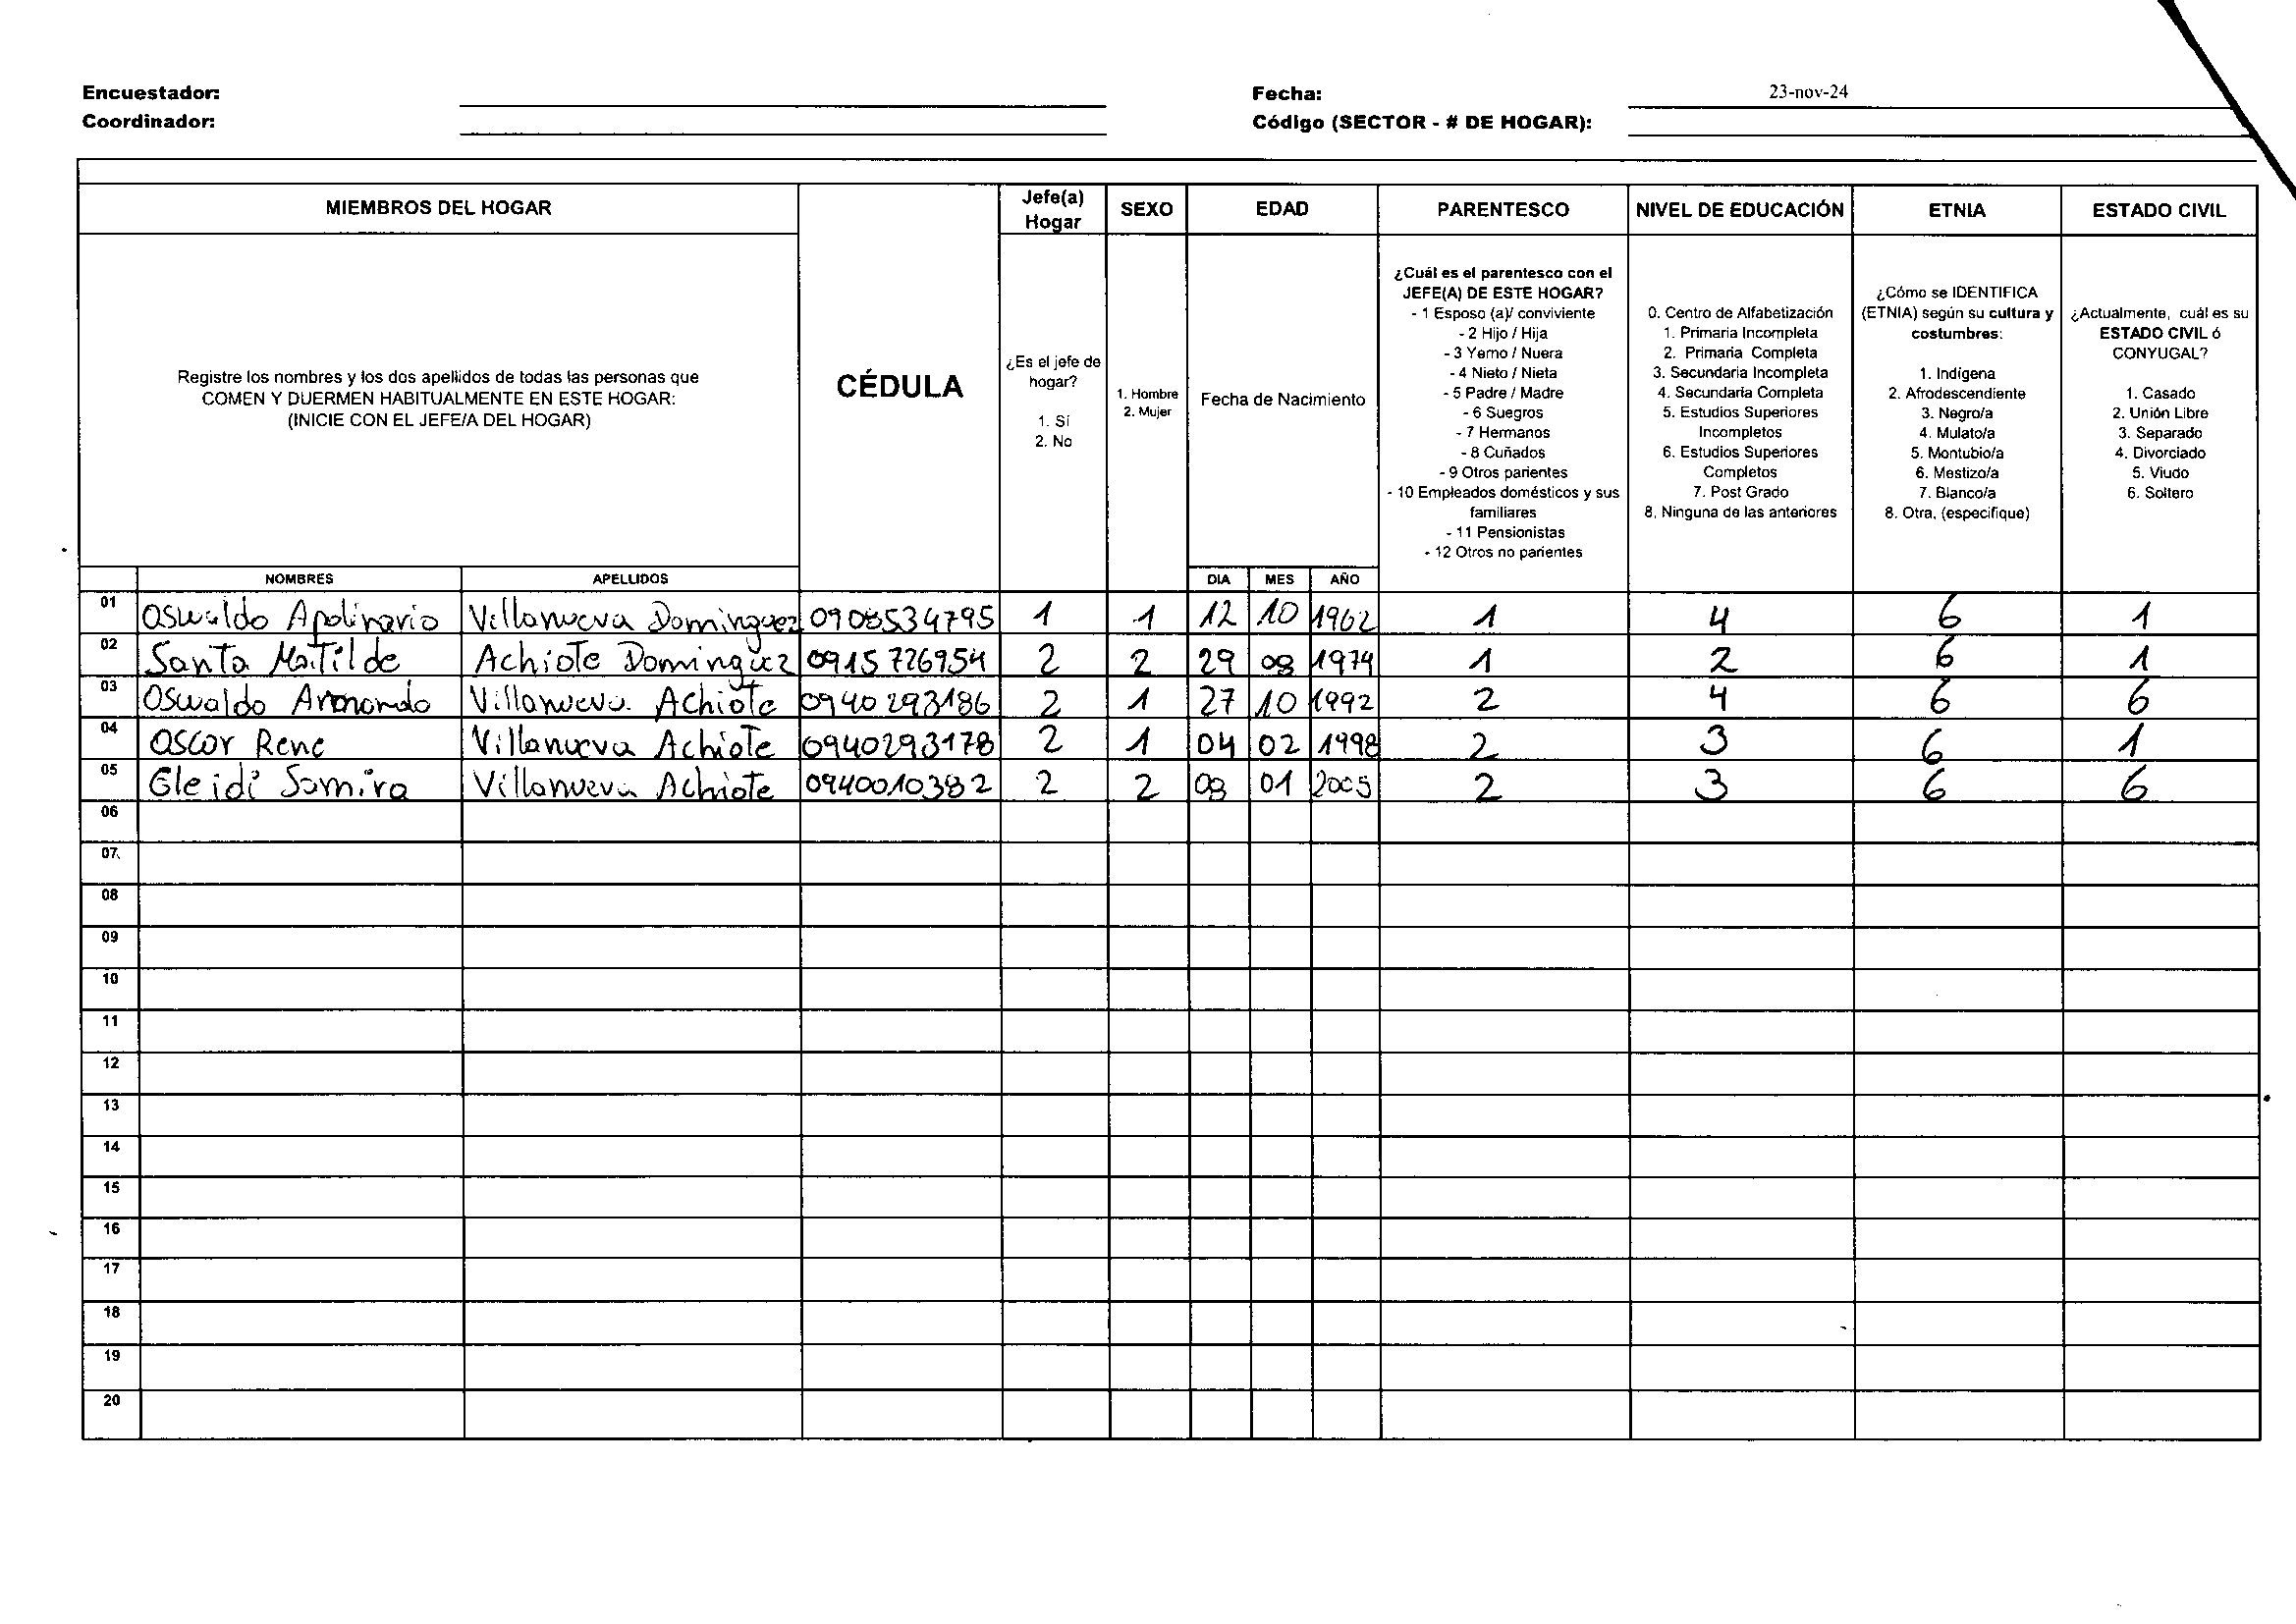 Encuestador:
Fecha: 23-nov-24
Coordinador:
Código (SECTOR - # DE HOGAR):
MIEMBROS DEL HOGAR
Jefe(a) Hogar
SEXO
EDAD
PARENTESCO
NIVEL DE EDUCACIÓN
ETNIA
ESTADO CIVIL
Registre los nombres y los dos apellidos de todas las personas que
COMEN Y DUERMEN HABITUALMENTE EN ESTE HOGAR:
(INICIE CON EL JEFE/A DEL HOGAR)
CÉDULA
¿Es el jefe de
hogar?
1. Sí
2. No
1. Hombre
2. Mujer
Fecha de Nacimiento
¿Cuál es el parentesco con el
JEFE(A) DE ESTE HOGAR?
- 1 Esposo (a)/ conviviente
- 2 Hijo / Hija
- 3 Yerno / Nuera
- 4 Nieto / Nieta
- 5 Padre / Madre
- 6 Suegros
- 7 Hermanos
- 8 Cuñados
- 9 Otros parientes
- 10 Empleados domésticos y sus
familiares
- 11 Pensionistas
- 12 Otros no parientes
0. Centro de Alfabetización
1. Primaria Incompleta
2. Primaria Completa
3. Secundaria Incompleta
4. Secundaria Completa
5. Estudios Superiores
Incompletos
6. Estudios Superiores
Completos
7. Post Grado
8. Ninguna de las anteriores
¿Cómo se IDENTIFICA
(ETNIA) según su cultura y
costumbres:
1. Indígena
2. Afrodescendiente
3. Negro/a
4. Mulato/a
5. Montubio/a
6. Mestizo/a
7. Blanco/a
8. Otra, (especifique)
¿Actualmente, cuál es su
ESTADO CIVIL ó
CONYUGAL?
1. Casado
2. Unión Libre
3. Separado
4. Divorciado
5. Viudo
6. Soltero
NOMBRES APELLIDOS DIA MES AÑO
01 Oswaldo Apolinario Villanueva Dominguez 0908534795 1 1 12 10 1962 1 4 6 1
02 Santa Matilde Achiote Dominguez 0915726954 2 2 29 08 1974 1 2 6 1
03 Oswaldo Armando Villanueva Achiote 0940293186 2 1 27 10 1992 2 4 6 6
04 Oscar Rene Villanueva Achiote 0940293178 2 1 04 02 1998 2 3 6 1
05 Gleidi Samira Villanueva Achiote 0940010382 2 2 08 01 2005 2 3 6 6
06
07
08
09
10
11
12
13
14
15
16
17
18
19
20